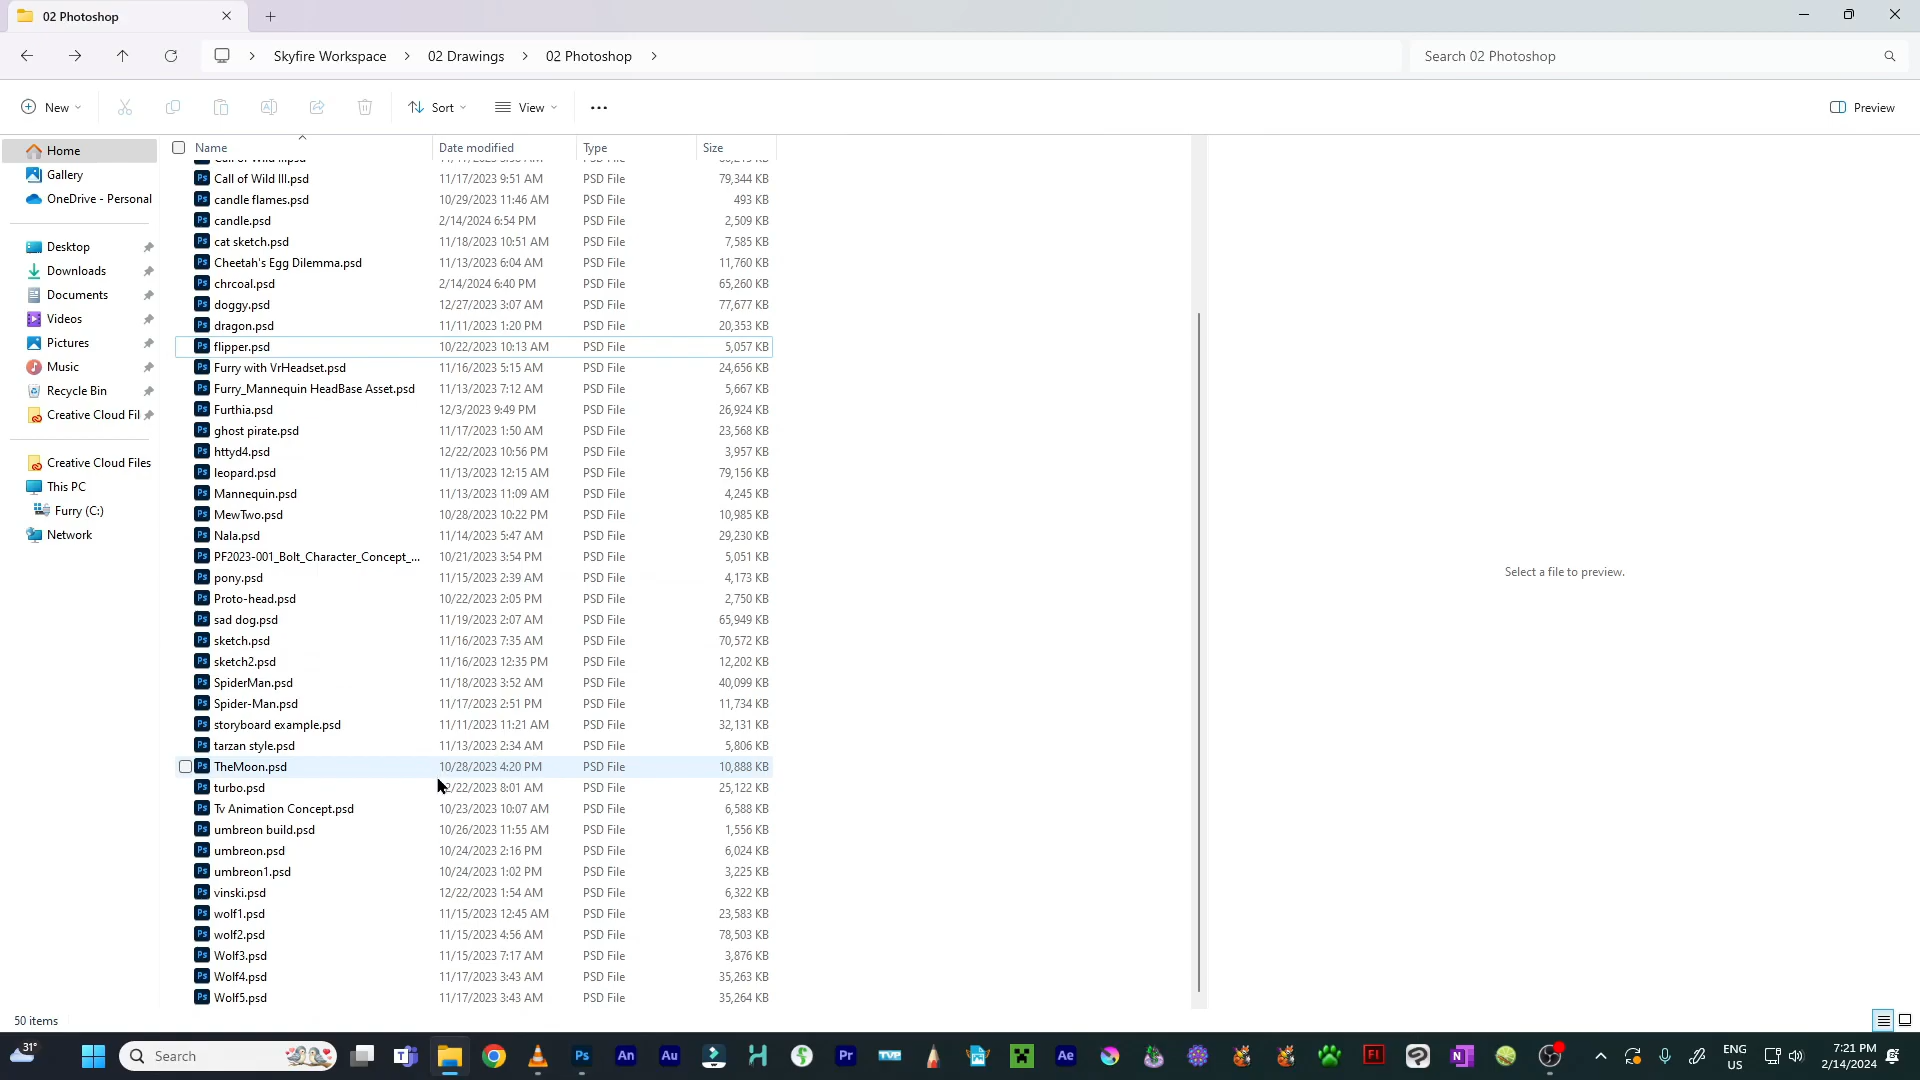 02 Photoshop
Skyfire Workspace > 02 Drawings > 02 Photoshop >
Search 02 Photoshop
New Sort View ... Preview
Home
Gallery
OneDrive - Personal
Desktop
Downloads
Documents
Videos
Pictures
Music
Recycle Bin
Creative Cloud Fil
Creative Cloud Files
This PC
Furry (C:)
Network
Name Date modified Type Size
Call of Wild III.psd 11/17/2023 9:51 AM PSD File 79,344 KB
candle flames.psd 10/29/2023 11:46 AM PSD File 493 KB
candle.psd 2/14/2024 6:54 PM PSD File 2,509 KB
cat sketch.psd 11/18/2023 10:51 AM PSD File 7,585 KB
Cheetah's Egg Dilemma.psd 11/13/2023 6:04 AM PSD File 11,760 KB
chrcoal.psd 2/14/2024 6:40 PM PSD File 65,260 KB
doggy.psd 12/27/2023 3:07 AM PSD File 77,677 KB
dragon.psd 11/11/2023 1:20 PM PSD File 20,353 KB
flipper.psd 10/22/2023 10:13 AM PSD File 5,057 KB
Furry with VrHeadset.psd 11/16/2023 5:15 AM PSD File 24,656 KB
Furry_Mannequin HeadBase Asset.psd 11/13/2023 7:12 AM PSD File 5,667 KB
Furthia.psd 12/3/2023 9:49 PM PSD File 26,924 KB
ghost pirate.psd 11/17/2023 1:50 AM PSD File 23,568 KB
httyd4.psd 12/22/2023 10:56 PM PSD File 3,957 KB
leopard.psd 11/13/2023 12:15 AM PSD File 79,156 KB
Mannequin.psd 11/13/2023 11:09 AM PSD File 4,245 KB
MewTwo.psd 10/28/2023 10:22 PM PSD File 10,985 KB
Nala.psd 11/14/2023 5:47 AM PSD File 29,230 KB
PF2023-001_Bolt_Character_Concept_... 10/21/2023 3:54 PM PSD File 5,051 KB
pony.psd 11/15/2023 2:39 AM PSD File 4,173 KB
Proto-head.psd 10/22/2023 2:05 PM PSD File 2,750 KB
sad dog.psd 11/19/2023 2:07 AM PSD File 65,949 KB
sketch.psd 11/16/2023 7:35 AM PSD File 70,572 KB
sketch2.psd 11/16/2023 12:35 PM PSD File 12,202 KB
SpiderMan.psd 11/18/2023 3:52 AM PSD File 40,099 KB
Spider-Man.psd 11/17/2023 2:51 PM PSD File 11,734 KB
storyboard example.psd 11/11/2023 11:21 AM PSD File 32,131 KB
tarzan style.psd 11/13/2023 2:34 AM PSD File 5,806 KB
TheMoon.psd 10/28/2023 4:20 PM PSD File 10,888 KB
turbo.psd 2/22/2023 8:01 AM PSD File 25,122 KB
Tv Animation Concept.psd 10/23/2023 10:07 AM PSD File 6,588 KB
umbreon build.psd 10/26/2023 11:55 AM PSD File 1,556 KB
umbreon.psd 10/24/2023 2:16 PM PSD File 6,024 KB
umbreon1.psd 10/24/2023 1:02 PM PSD File 3,225 KB
vinski.psd 12/22/2023 1:54 AM PSD File 6,322 KB
wolf1.psd 11/15/2023 12:45 AM PSD File 23,583 KB
wolf2.psd 11/15/2023 4:56 AM PSD File 78,503 KB
Wolf3.psd 11/15/2023 7:17 AM PSD File 3,876 KB
Wolf4.psd 11/17/2023 3:43 AM PSD File 35,263 KB
Wolf5.psd 11/17/2023 3:43 AM PSD File 35,264 KB
Select a file to preview.
50 items
31°
Search
ENG
US
7:21 PM
2/14/2024